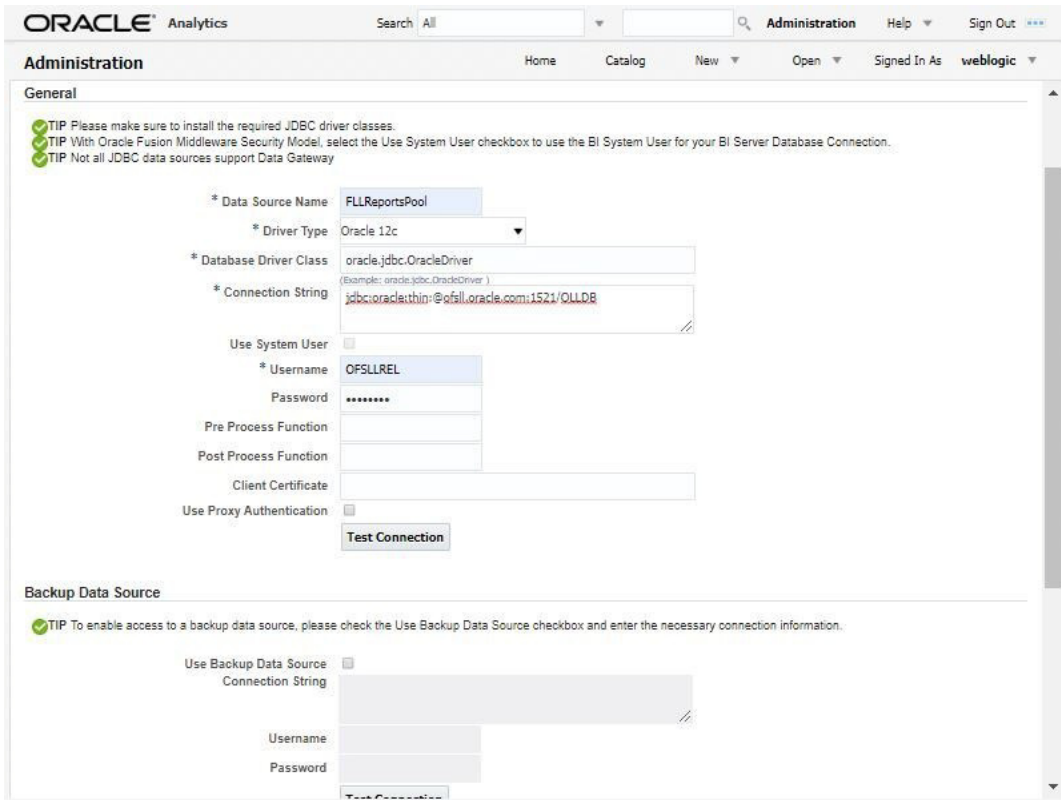 ORACLE® Analytics Search All Administration Help Sign Out
Administration Home Catalog New Open Signed In As weblogic
General
TIP Please make sure to install the required JDBC driver classes.
TIP With Oracle Fusion Middleware Security Model, select the Use System User checkbox to use the BI System User for your BI Server Database Connection.
TIP Not all JDBC data sources support Data Gateway
* Data Source Name FLLReportsPool
* Driver Type Oracle 12c
* Database Driver Class oracle.jdbc.OracleDriver
(Example: oracle.jdbc.OracleDriver )
* Connection String jdbc:oracle:thin:@ofsll.oracle.com:1521/OLLDB
Use System User
* Username OFSLLREL
Password ••••••••
Pre Process Function
Post Process Function
Client Certificate
Use Proxy Authentication
Test Connection
Backup Data Source
TIP To enable access to a backup data source, please check the Use Backup Data Source checkbox and enter the necessary connection information.
Use Backup Data Source
Connection String
Username
Password
Test Connection